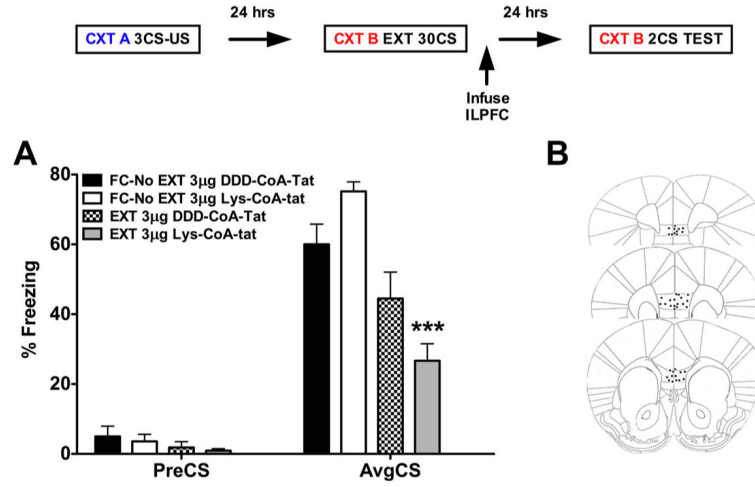 24 hrs
24 hrs
CXT A 3CS-US
CXT B EXT 30CS
CXT B 2CS TEST
Infuse
ILPFC
A
B
80
60
40
20
0
% Freezing
FC-No EXT 3µg DDD-CoA-Tat
FC-No EXT 3µg Lys-CoA-tat
EXT 3µg DDD-CoA-Tat
EXT 3µg Lys-CoA-tat
***
PreCS
AvgCS